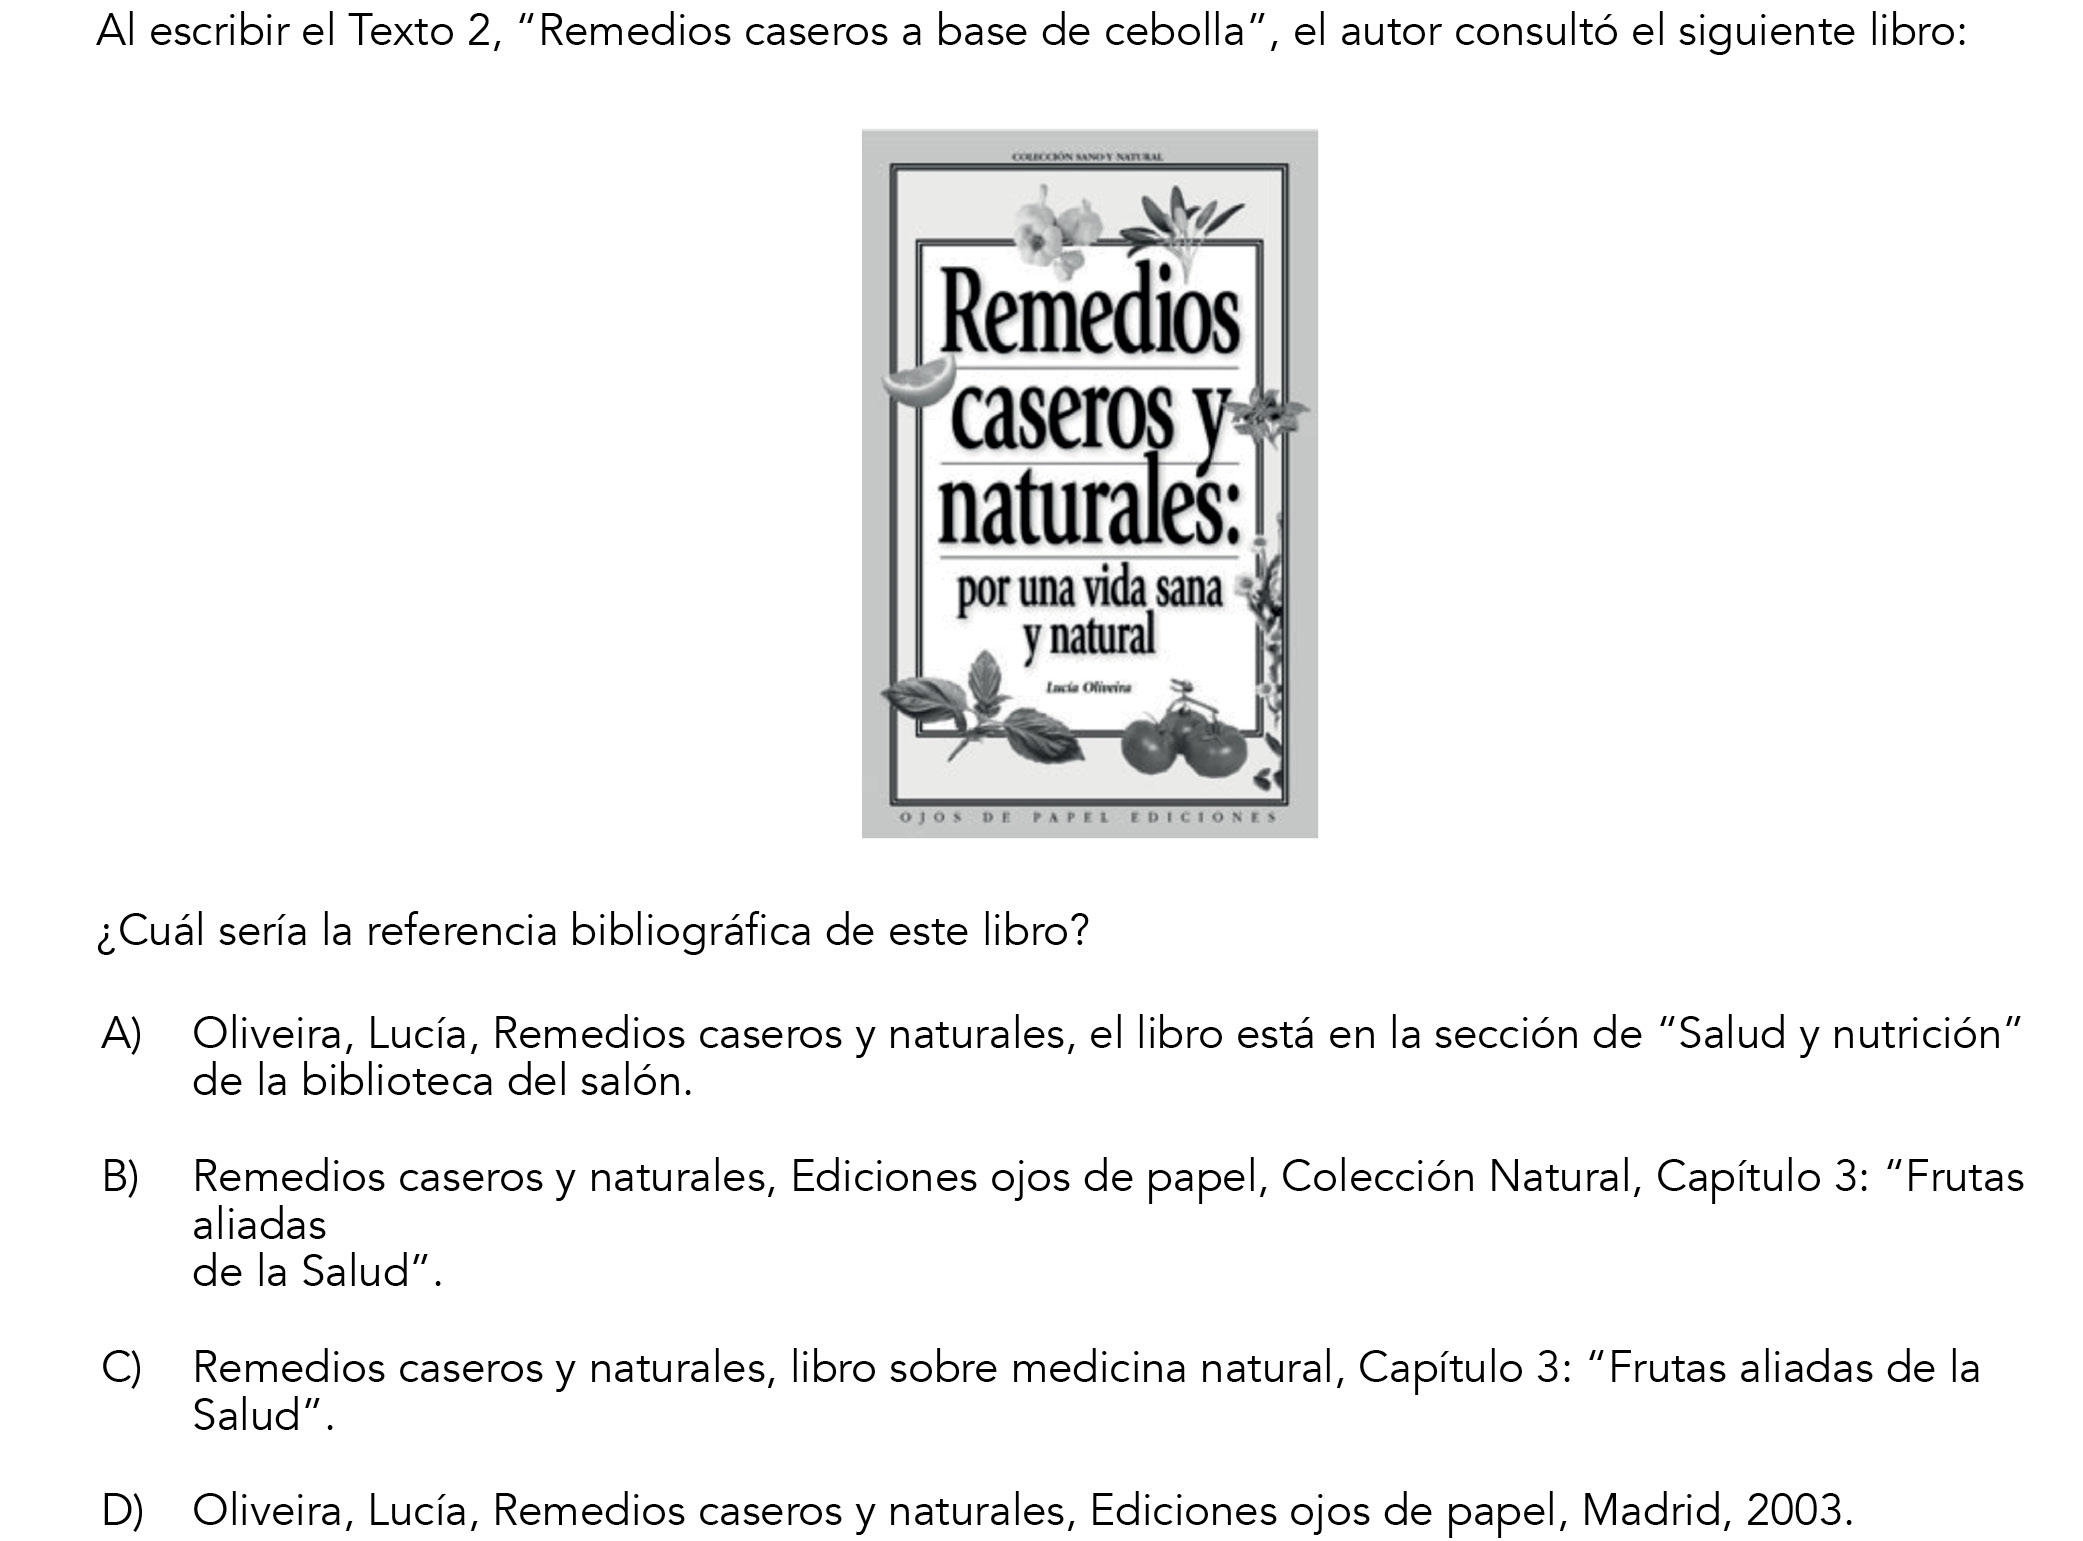 Al escribir el Texto 2, “Remedios caseros a base de cebolla”, el autor consultó el siguiente libro:
COLECCIÓN SANO Y NATURAL
Remedios
caseros y
naturales:
por una vida sana
y natural
Lucía Oliveira
OJOS DE PAPEL EDICIONES
¿Cuál sería la referencia bibliográfica de este libro?
A) Oliveira, Lucía, Remedios caseros y naturales, el libro está en la sección de “Salud y nutrición”
de la biblioteca del salón.
B) Remedios caseros y naturales, Ediciones ojos de papel, Colección Natural, Capítulo 3: “Frutas
aliadas
de la Salud”.
C) Remedios caseros y naturales, libro sobre medicina natural, Capítulo 3: “Frutas aliadas de la
Salud”.
D) Oliveira, Lucía, Remedios caseros y naturales, Ediciones ojos de papel, Madrid, 2003.